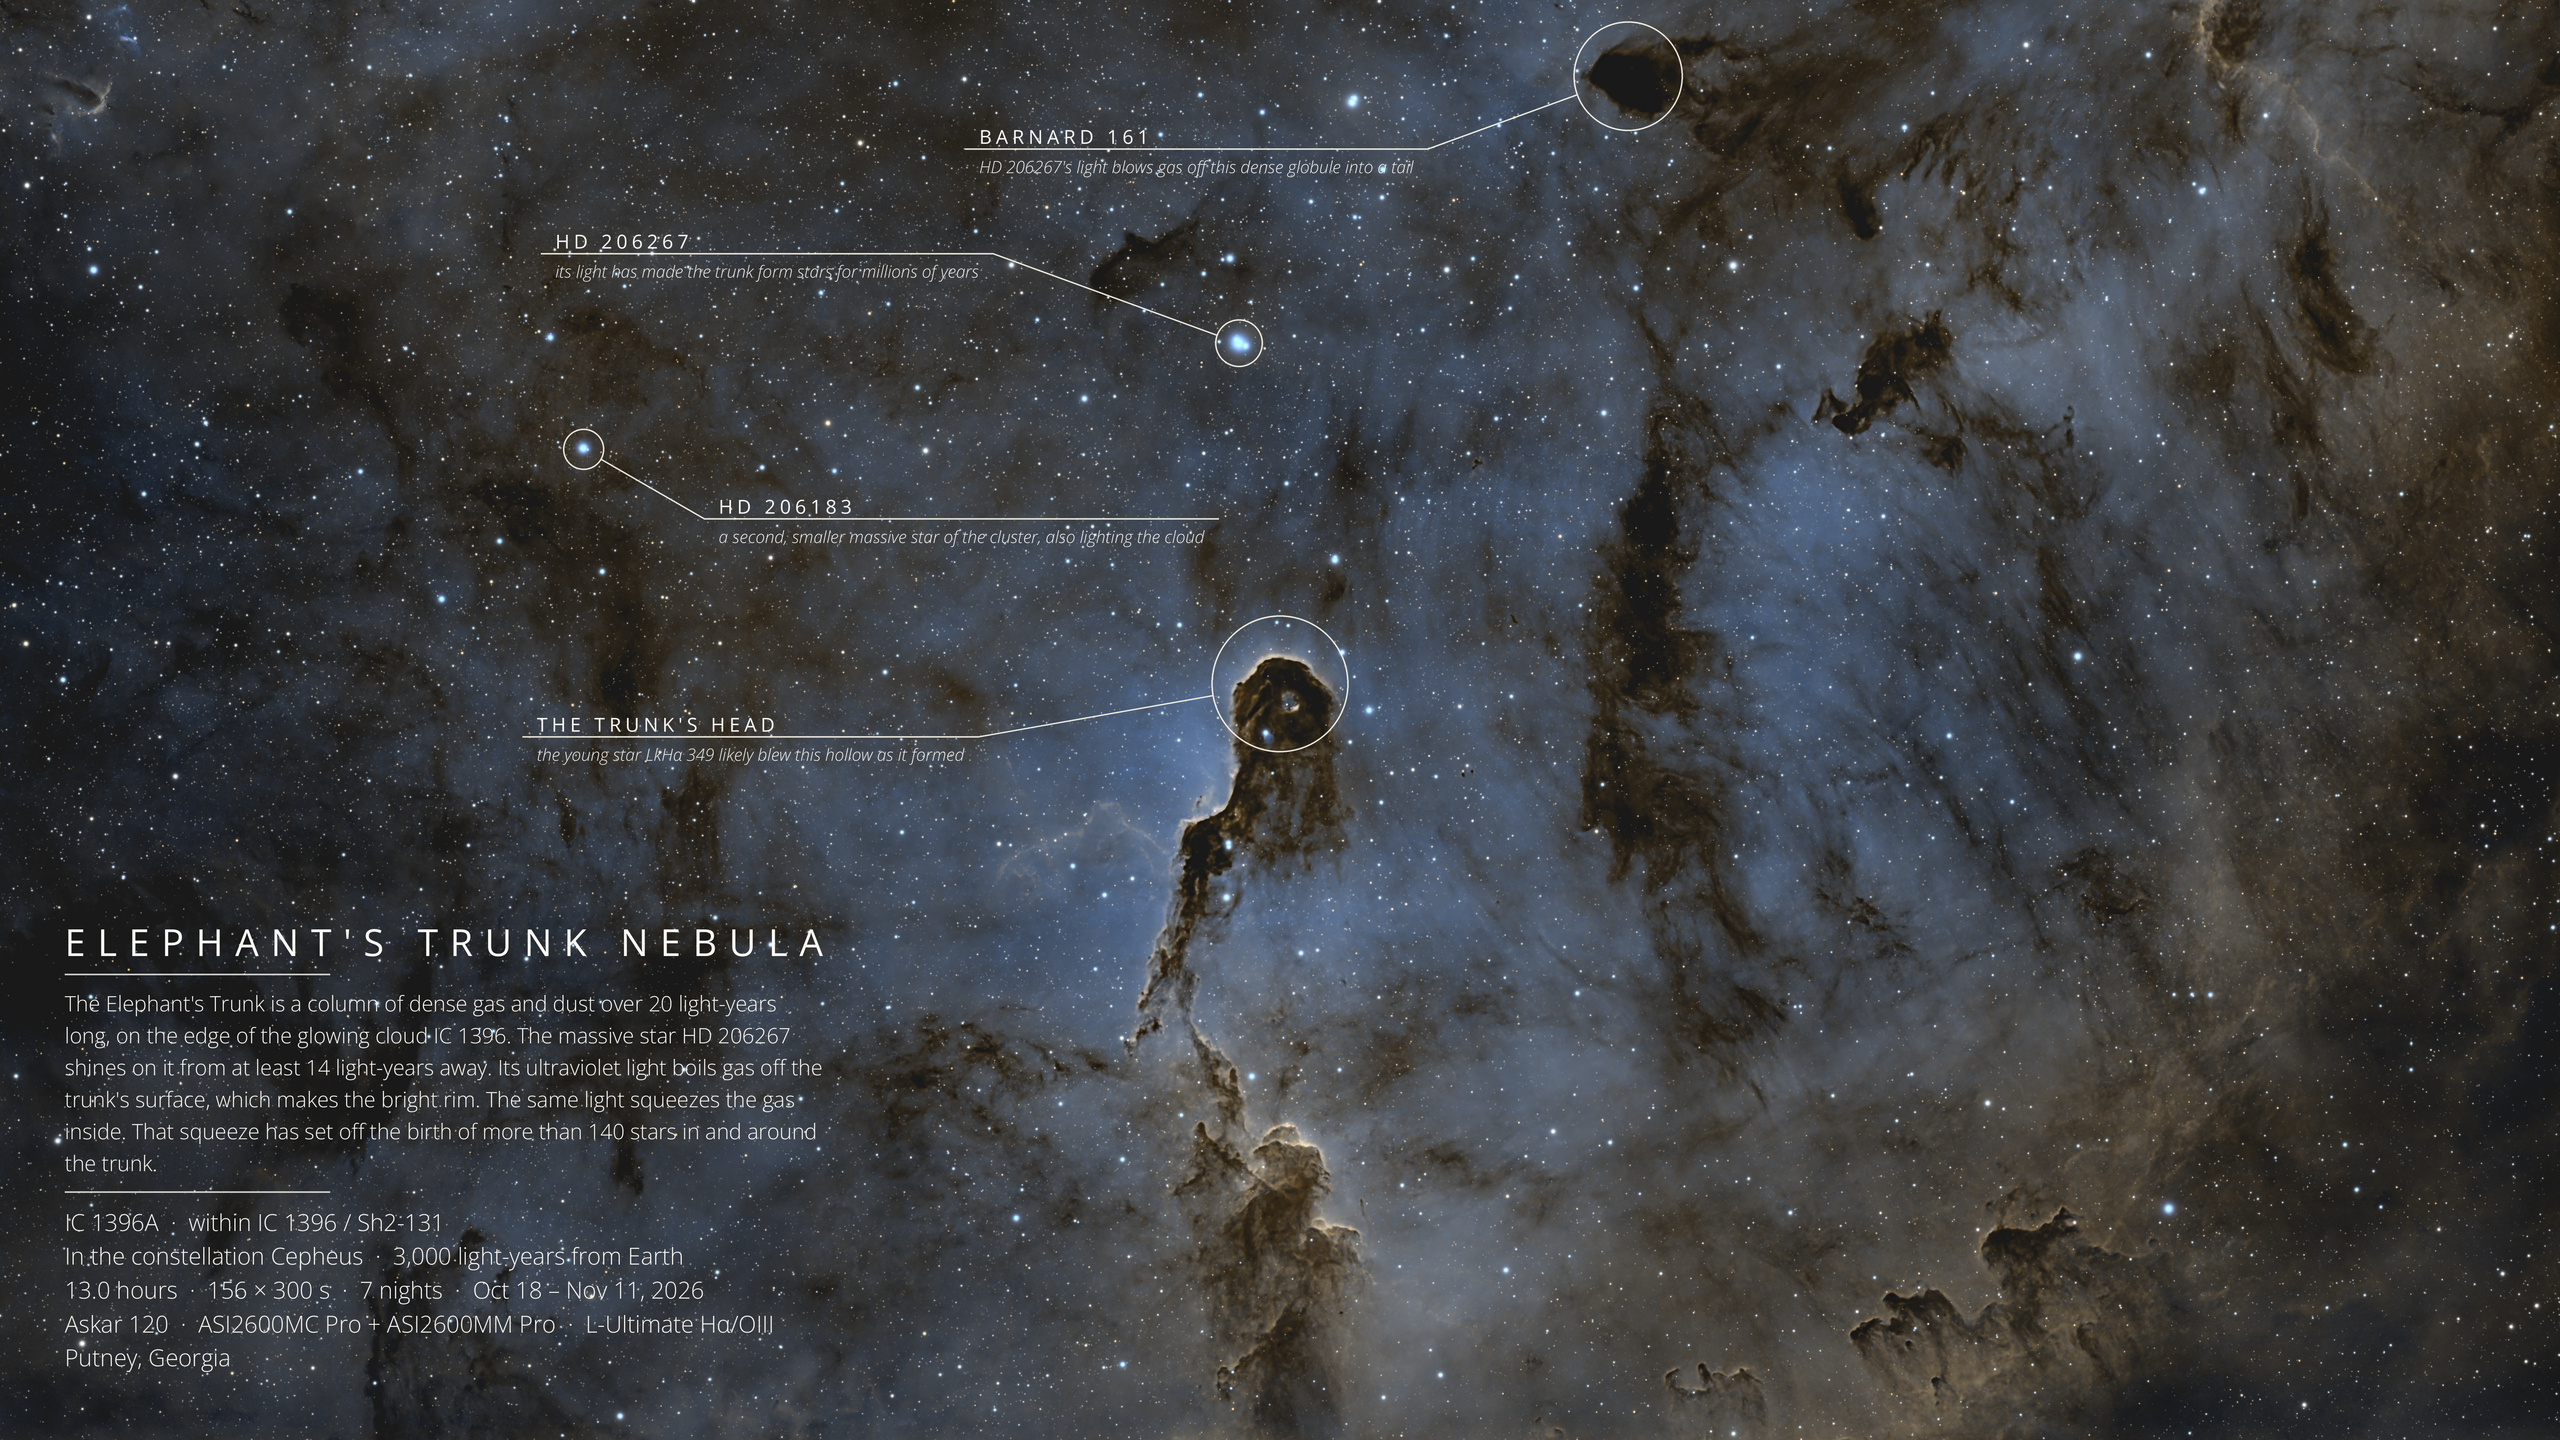 BARNARD 161
HD 206267's light blows gas off this dense globule into a tail
HD 206267
its light has made the trunk form stars for millions of years
HD 206183
a second, smaller massive star of the cluster, also lighting the cloud
THE TRUNK'S HEAD
the young star LkHα 349 likely blew this hollow as it formed
ELEPHANT'S TRUNK NEBULA
The Elephant's Trunk is a column of dense gas and dust over 20 light-years
long, on the edge of the glowing cloud IC 1396. The massive star HD 206267
shines on it from at least 14 light-years away. Its ultraviolet light boils gas off the
trunk's surface, which makes the bright rim. The same light squeezes the gas
inside. That squeeze has set off the birth of more than 140 stars in and around
the trunk.
IC 1396A · within IC 1396 / Sh2-131
In the constellation Cepheus · 3,000 light-years from Earth
13.0 hours · 156 × 300 s · 7 nights · Oct 18 – Nov 11, 2026
Askar 120 · ASI2600MC Pro + ASI2600MM Pro · L-Ultimate Hα/OIII
Putney, Georgia